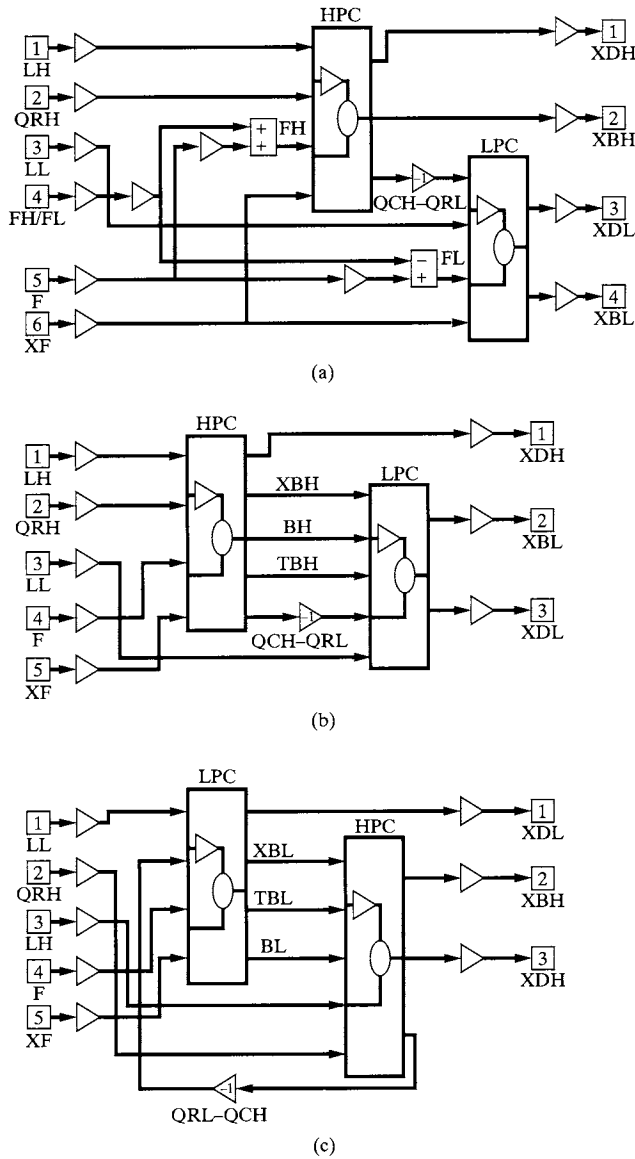 HPC
1
LH
1
XDH
2
QRH
+
+
FH
2
XBH
3
LL
LPC
4
FH/FL
-1
QCH–QRL
3
XDL
−
+
FL
5
F
4
XBL
6
XF
(a)
HPC
1
LH
1
XDH
2
QRH
XBH
LPC
BH
2
XBL
3
LL
TBH
4
F
-1
QCH–QRL
3
XDL
5
XF
(b)
LPC
1
LL
1
XDL
HPC
2
QRH
XBL
2
XBH
3
LH
TBL
4
F
BL
3
XDH
5
XF
-1
QRL–QCH
(c)